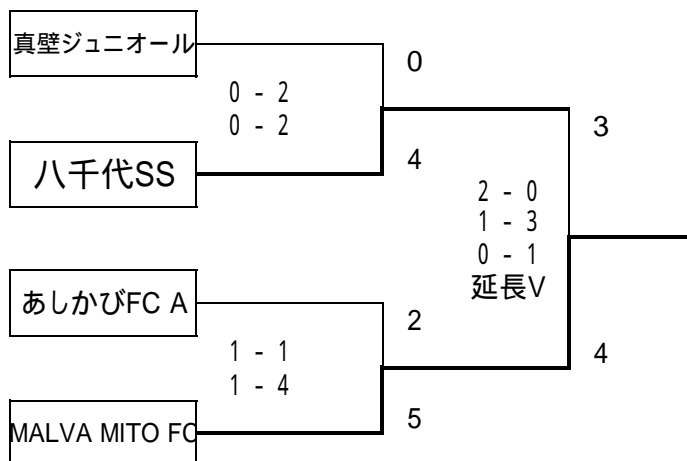 真壁ジュニオール
0
0 - 2
0 - 2
3
八千代SS
4
2 - 0
1 - 3
0 - 1
延長V
あしかびFC A
2
1 - 1
1 - 4
4
MALVA MITO FC
5